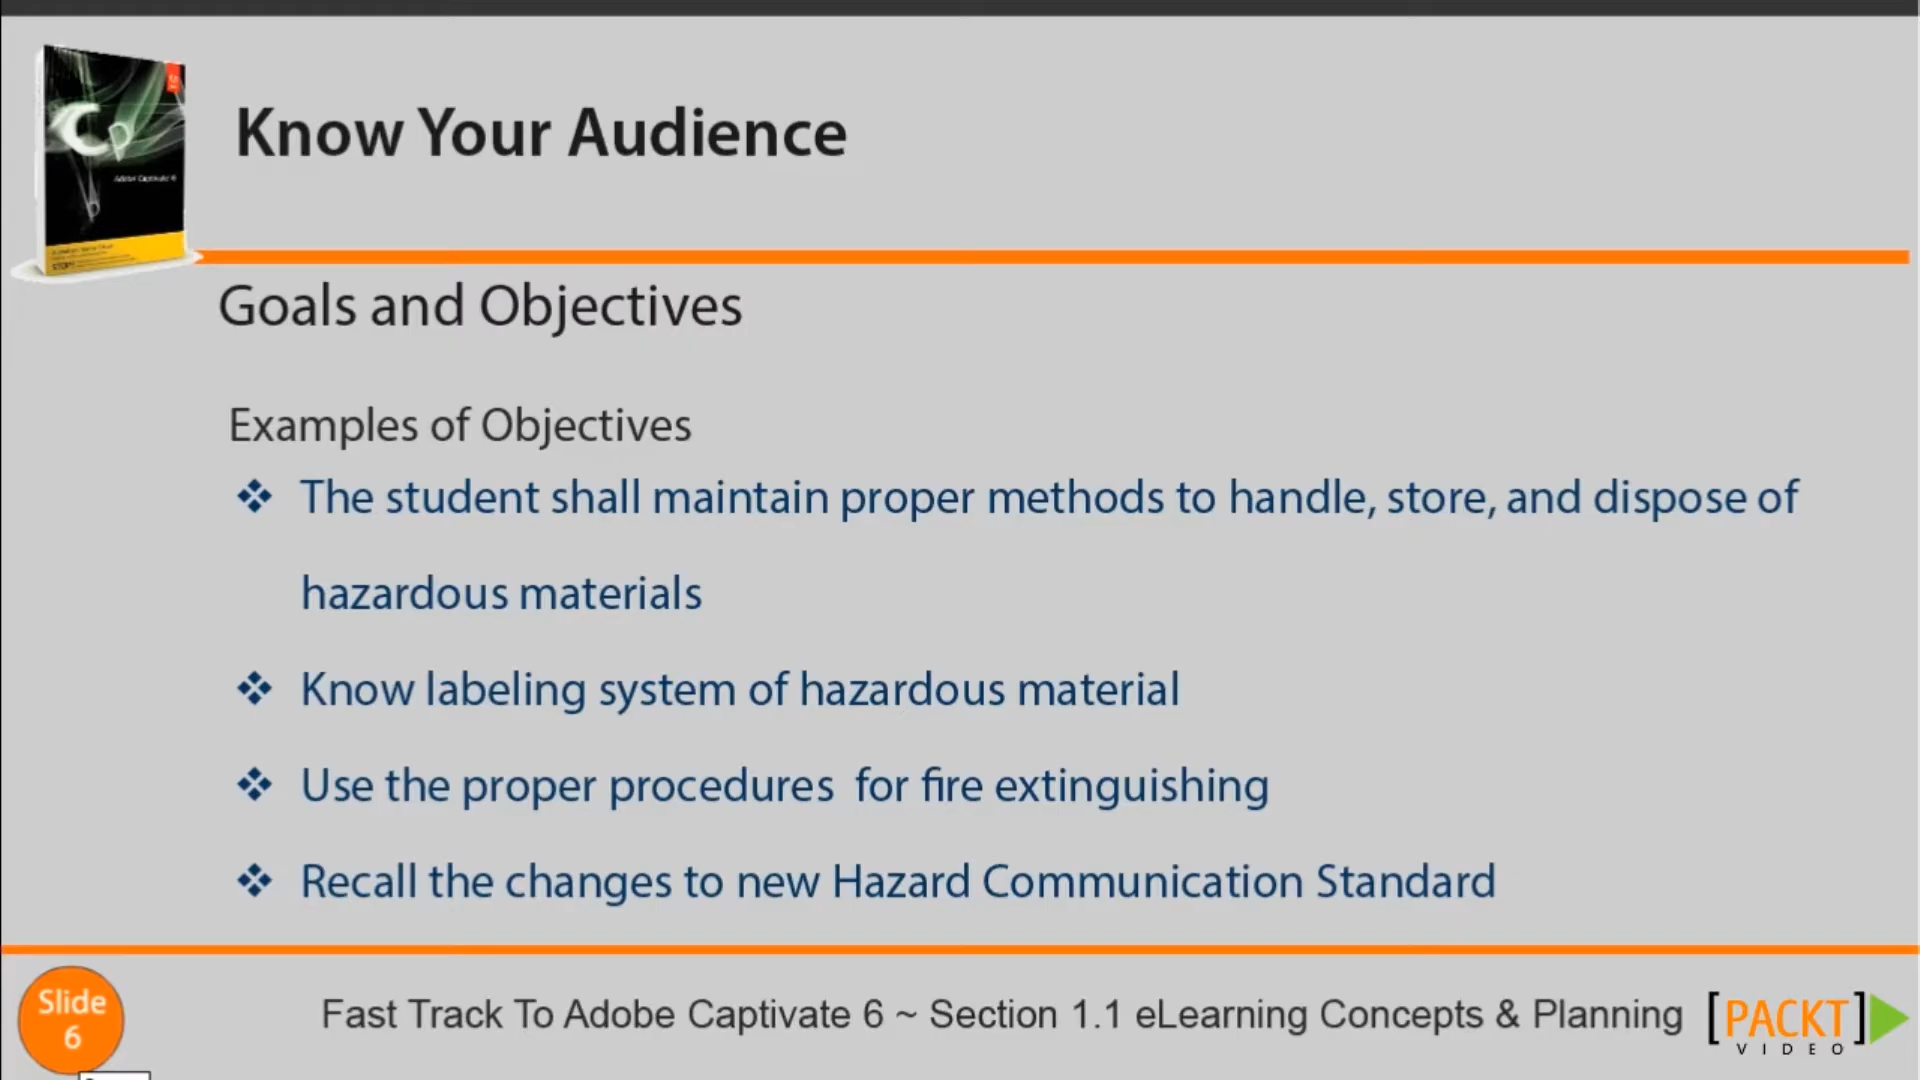 Adobe Captivate 6
Know Your Audience
Goals and Objectives
Examples of Objectives
❖ The student shall maintain proper methods to handle, store, and dispose of
hazardous materials
❖ Know labeling system of hazardous material
❖ Use the proper procedures for fire extinguishing
❖ Recall the changes to new Hazard Communication Standard
Slide
6
Fast Track To Adobe Captivate 6 ~ Section 1.1 eLearning Concepts & Planning
[PACKT]
VIDEO